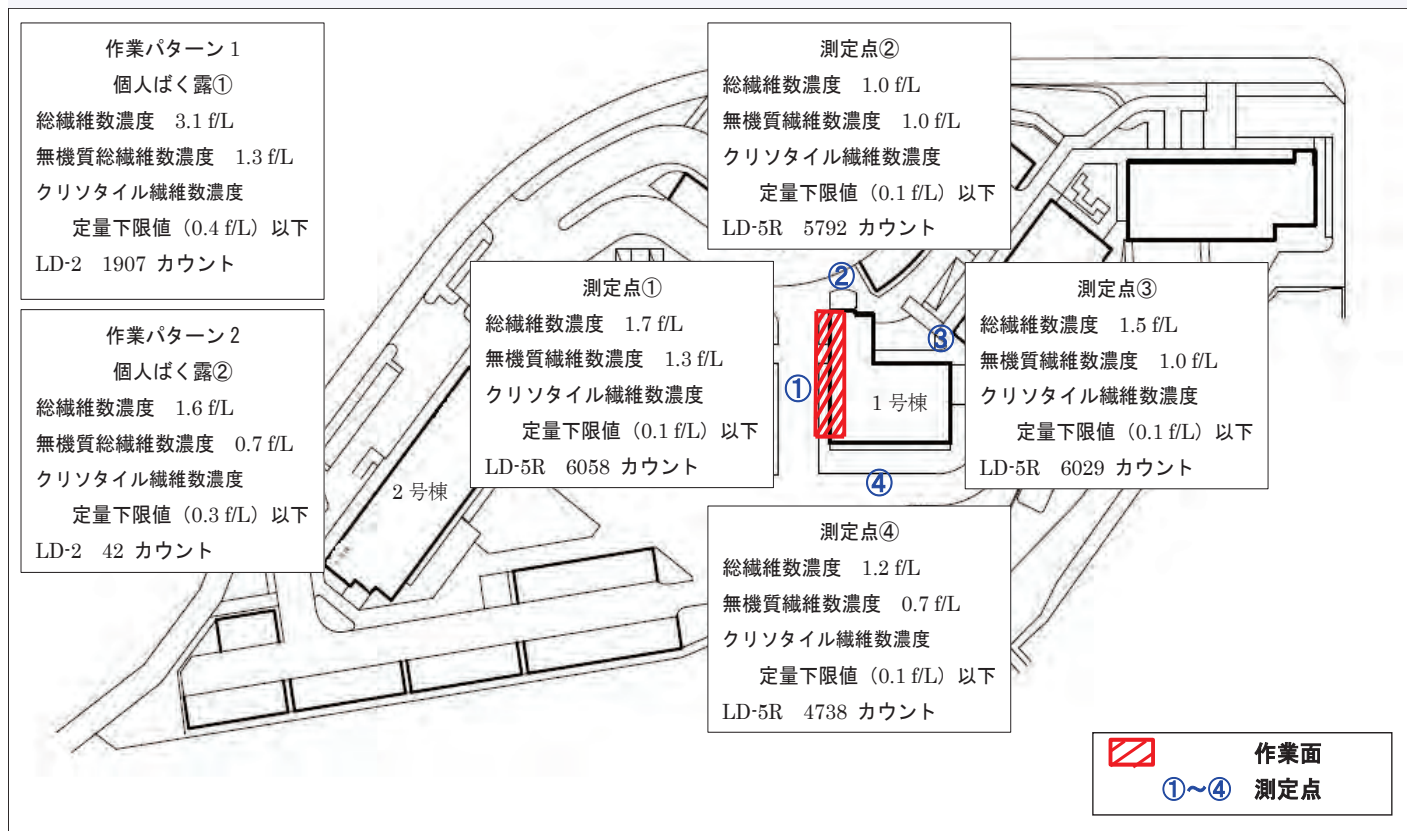 作業パターン 1
個人ばく露①
総繊維数濃度 3.1 f/L
無機質総繊維数濃度 1.3 f/L
クリソタイル繊維数濃度
定量下限値（0.4 f/L）以下
LD-2 1907 カウント
作業パターン 2
個人ばく露②
総繊維数濃度 1.6 f/L
無機質総繊維数濃度 0.7 f/L
クリソタイル繊維数濃度
定量下限値（0.3 f/L）以下
LD-2 42 カウント
測定点②
総繊維数濃度 1.0 f/L
無機質繊維数濃度 1.0 f/L
クリソタイル繊維数濃度
定量下限値（0.1 f/L）以下
LD-5R 5792 カウント
測定点①
総繊維数濃度 1.7 f/L
無機質繊維数濃度 1.3 f/L
クリソタイル繊維数濃度
定量下限値（0.1 f/L）以下
LD-5R 6058 カウント
測定点③
総繊維数濃度 1.5 f/L
無機質繊維数濃度 1.0 f/L
クリソタイル繊維数濃度
定量下限値（0.1 f/L）以下
LD-5R 6029 カウント
②
③
①
1 号棟
④
2 号棟
測定点④
総繊維数濃度 1.2 f/L
無機質繊維数濃度 0.7 f/L
クリソタイル繊維数濃度
定量下限値（0.1 f/L）以下
LD-5R 4738 カウント
作業面
①～④ 測定点